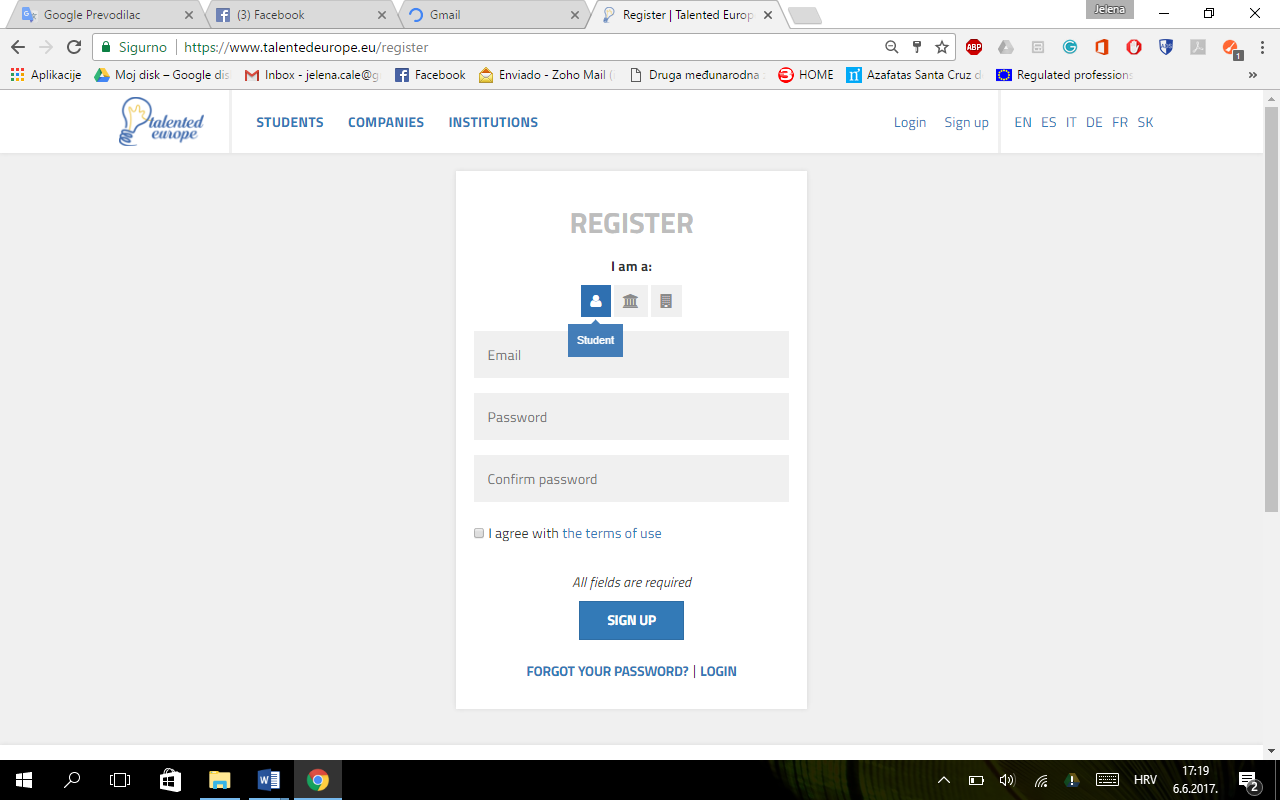 Google Prevodilac
(3) Facebook
Gmail
Register | Talented Europ
Jelena
Sigurno
https://www.talentedeurope.eu/register
ABP
1
Aplikacije
Moj disk – Google dis
Inbox - jelena.cale@g
Facebook
Enviado - Zoho Mail (
Druga međunarodna
HOME
Azafatas Santa Cruz d
Regulated profession
»
talented
europe
STUDENTS
COMPANIES
INSTITUTIONS
Login
Sign up
EN ES IT DE FR SK
REGISTER
I am a:
Student
Email
Password
Confirm password
I agree with the terms of use
All fields are required
SIGN UP
FORGOT YOUR PASSWORD? | LOGIN
HRV
17:19
6.6.2017.
2